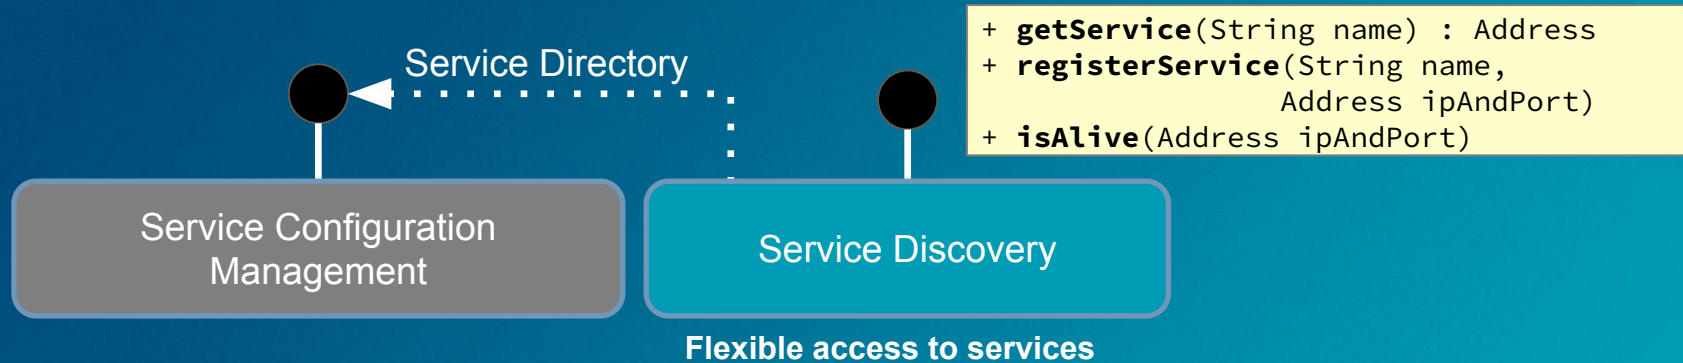 Service Directory
+ getService(String name) : Address
+ registerService(String name,
Address ipAndPort)
+ isAlive(Address ipAndPort)
Service Configuration
Management
Service Discovery
Flexible access to services